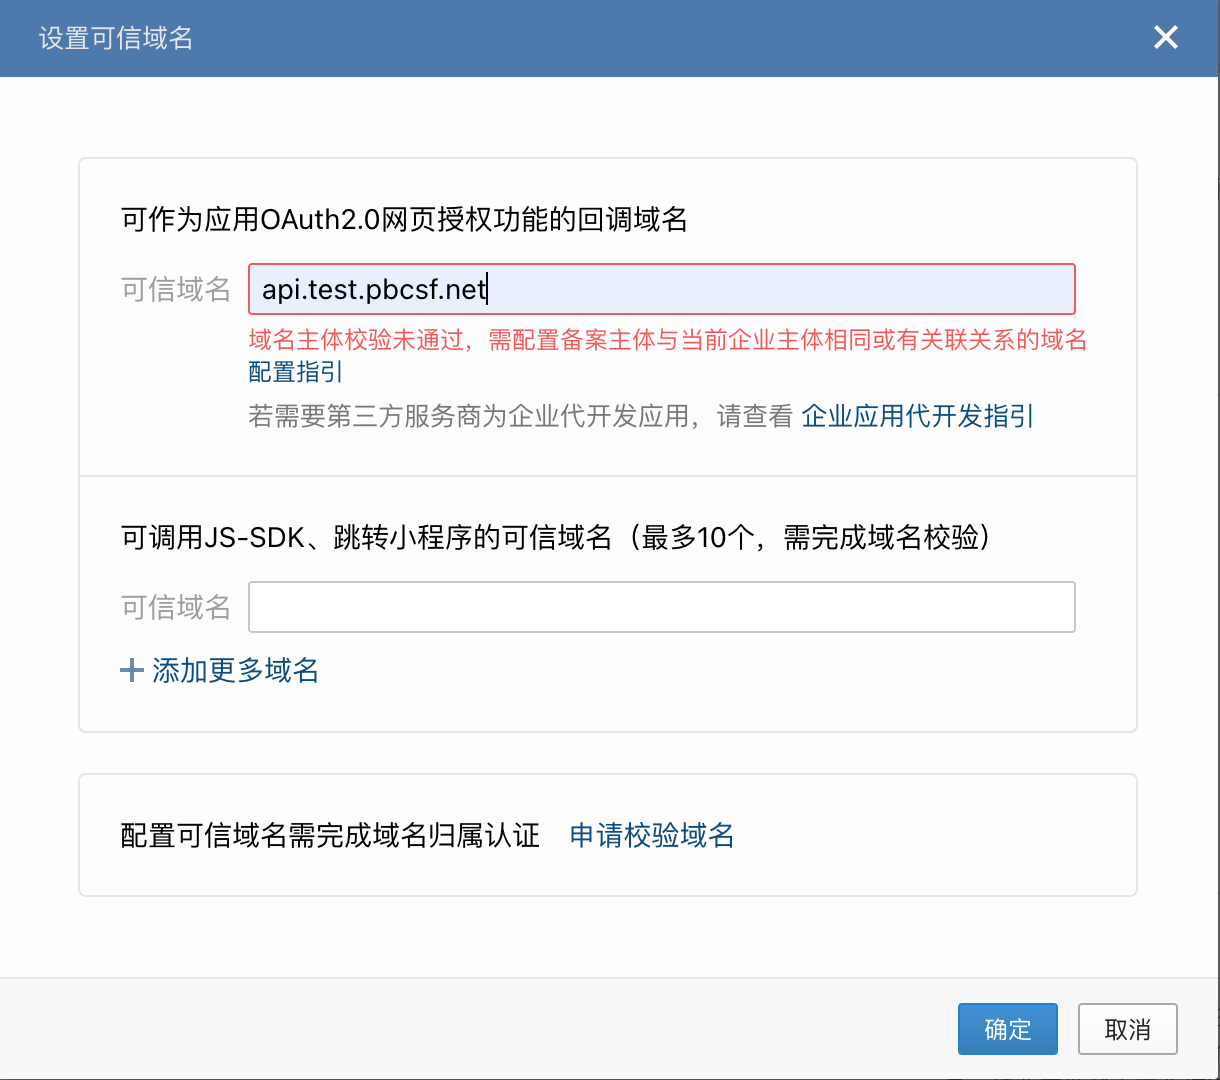 设置可信域名
可作为应用OAuth2.0网页授权功能的回调域名
可信域名 api.test.pbcsf.net
域名主体校验未通过，需配置备案主体与当前企业主体相同或有关联关系的域名
配置指引
若需要第三方服务商为企业代开发应用，请查看 企业应用代开发指引
可调用JS-SDK、跳转小程序的可信域名（最多10个，需完成域名校验）
可信域名
添加更多域名
配置可信域名需完成域名归属认证 申请校验域名
确定 取消